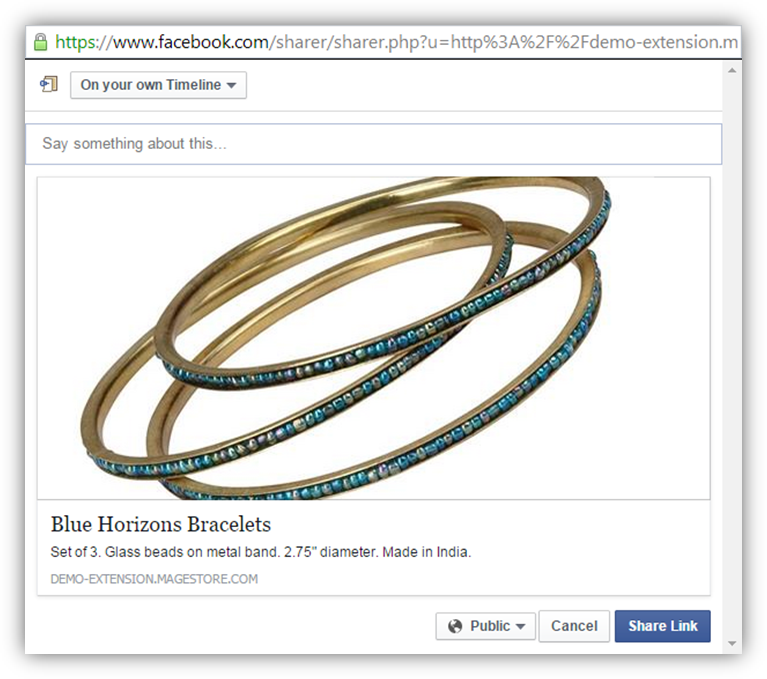 https://www.facebook.com/sharer/sharer.php?u=http%3A%2F%2Fdemo-extension.m
On your own Timeline
Say something about this...
Blue Horizons Bracelets
Set of 3. Glass beads on metal band. 2.75" diameter. Made in India.
DEMO-EXTENSION.MAGESTORE.COM
Public Cancel Share Link